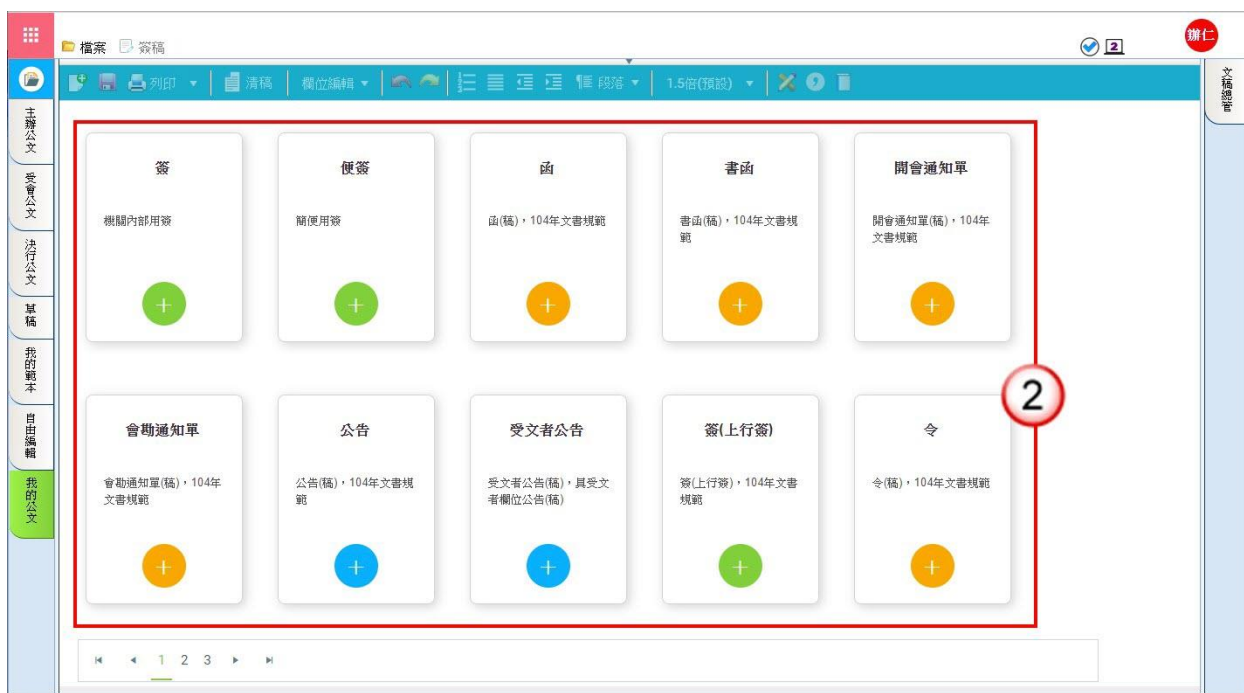 檔案 簽稿
2
辦仁
列印 清稿 欄位編輯 段落 1.5倍(預設)
文稿總管
主辦公文
受會公文
決行公文
草稿
我的範本
自由編輯
我的公文
簽
機關內部用簽
便簽
簡便用簽
函
函(稿),104年文書規範
書函
書函(稿),104年文書規
範
開會通知單
開會通知單(稿),104年
文書規範
2
會勘通知單
會勘通知單(稿),104年
文書規範
公告
公告(稿),104年文書規
範
受文者公告
受文者公告(稿),具受文
者欄位公告(稿)
簽(上行簽)
簽(上行簽),104年文書
規範
令
令(稿),104年文書規範
1 2 3